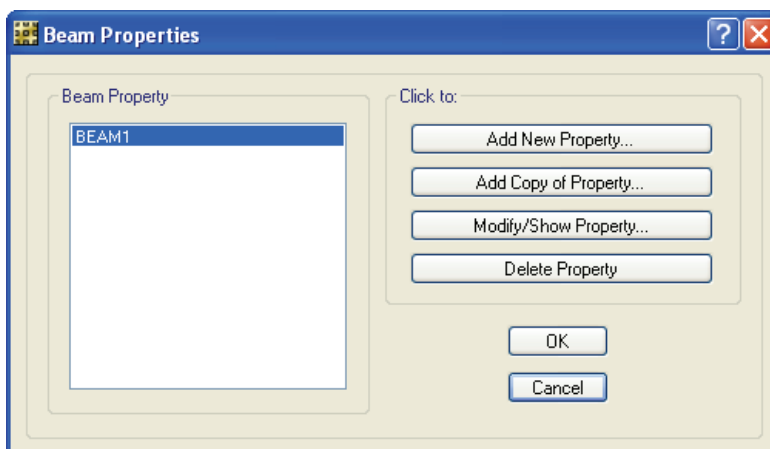 Beam Properties
Beam Property
BEAM1
Click to:
Add New Property...
Add Copy of Property...
Modify/Show Property...
Delete Property
OK
Cancel